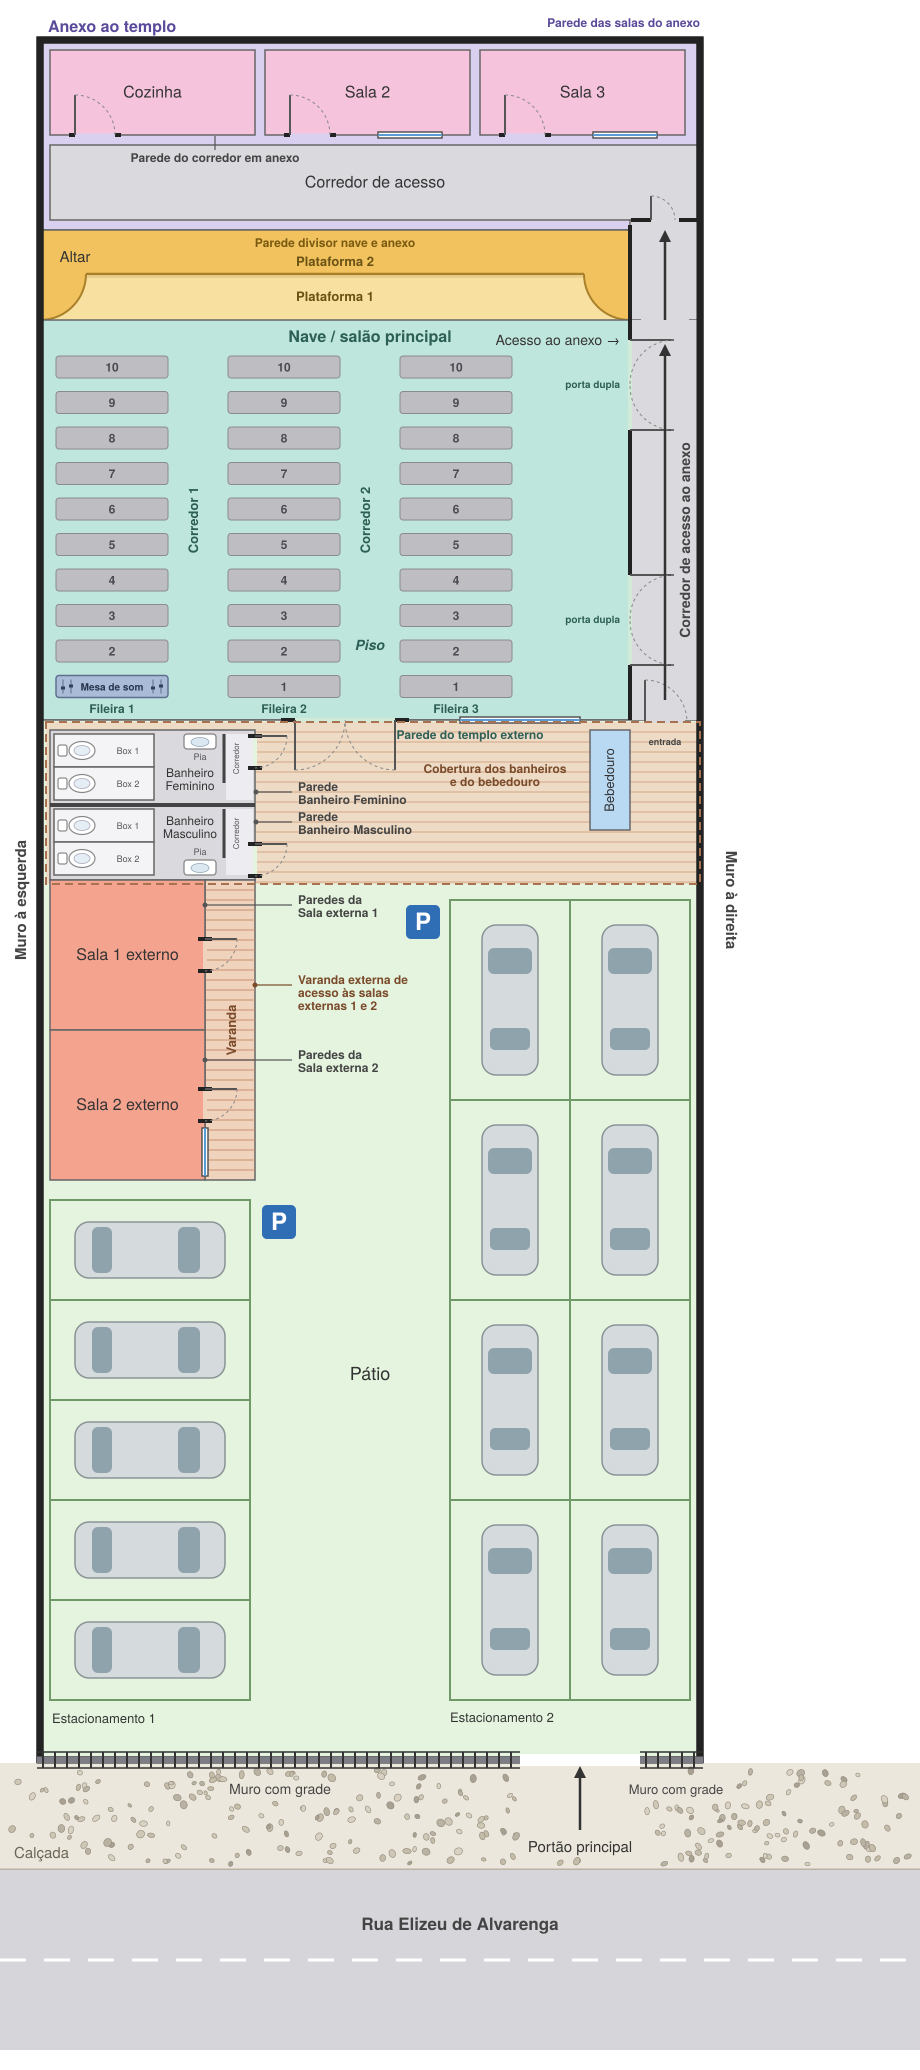 Anexo ao templo
Parede das salas do anexo
Cozinha
Sala 2
Sala 3
Parede do corredor em anexo
Corredor de acesso
Parede divisor nave e anexo
Altar
Plataforma 2
Plataforma 1
Nave / salão principal
Acesso ao anexo →
10
10
10
porta dupla
9
9
9
8
8
8
7
7
7
6
6
6
5
5
5
4
4
4
3
3
3
2
2
2
Corredor 1
Corredor 2
Corredor de acesso ao anexo
porta dupla
Piso
Mesa de som
1
1
Fileira 1
Fileira 2
Fileira 3
Parede do templo externo
entrada
Box 1
Pia
Corredor
Banheiro
Feminino
Box 2
Cobertura dos banheiros
e do bebedouro
Bebedouro
Parede
Banheiro Feminino
Parede
Banheiro Masculino
Box 1
Banheiro
Masculino
Corredor
Pia
Box 2
Muro à esquerda
Muro à direita
Paredes da
Sala externa 1
P
Sala 1 externo
Varanda externa de
acesso às salas
externas 1 e 2
Varanda
Paredes da
Sala externa 2
Sala 2 externo
P
Pátio
Estacionamento 1
Estacionamento 2
Muro com grade
Muro com grade
Portão principal
Calçada
Rua Elizeu de Alvarenga